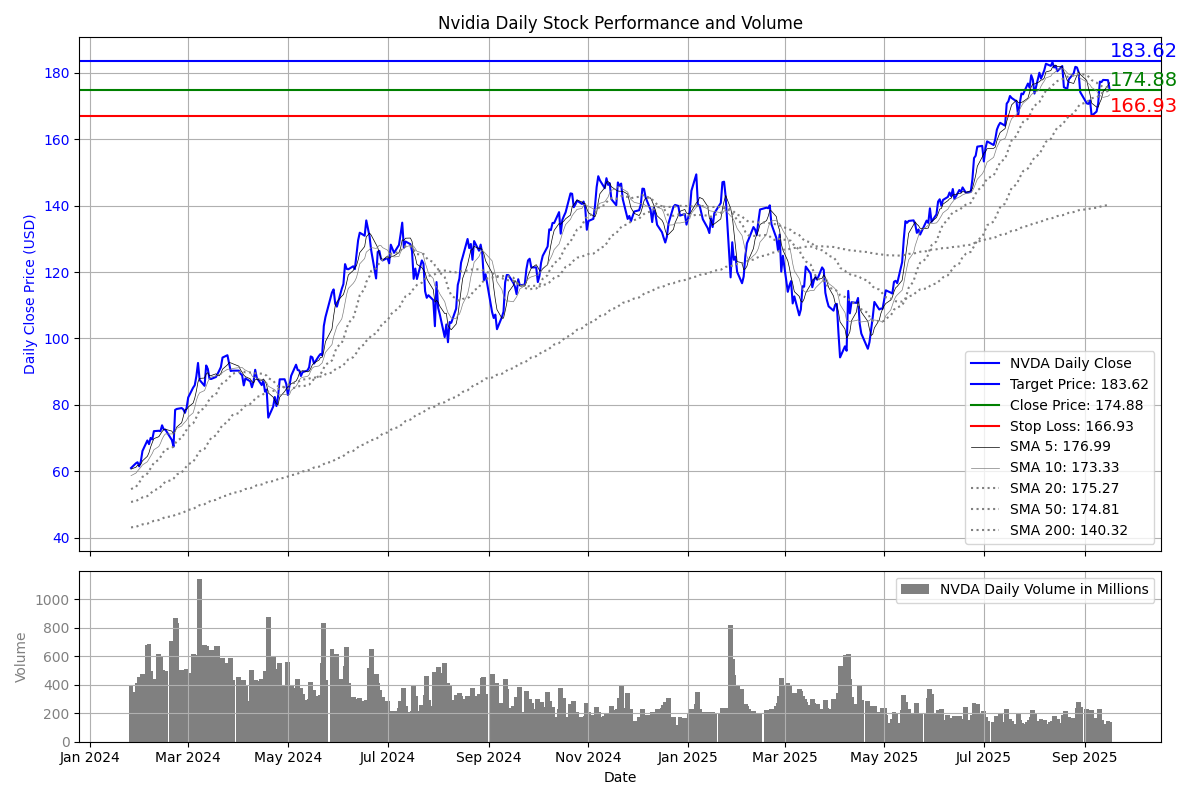 Nvidia Daily Stock Performance and Volume
Daily Close Price (USD)
180
160
140
120
100
80
60
40
183.62
174.88
166.93
NVDA Daily Close
Target Price: 183.62
Close Price: 174.88
Stop Loss: 166.93
SMA 5: 176.99
SMA 10: 173.33
SMA 20: 175.27
SMA 50: 174.81
SMA 200: 140.32
Volume
1000
800
600
400
200
0
NVDA Daily Volume in Millions
Jan 2024 Mar 2024 May 2024 Jul 2024 Sep 2024 Nov 2024 Jan 2025 Mar 2025 May 2025 Jul 2025 Sep 2025
Date